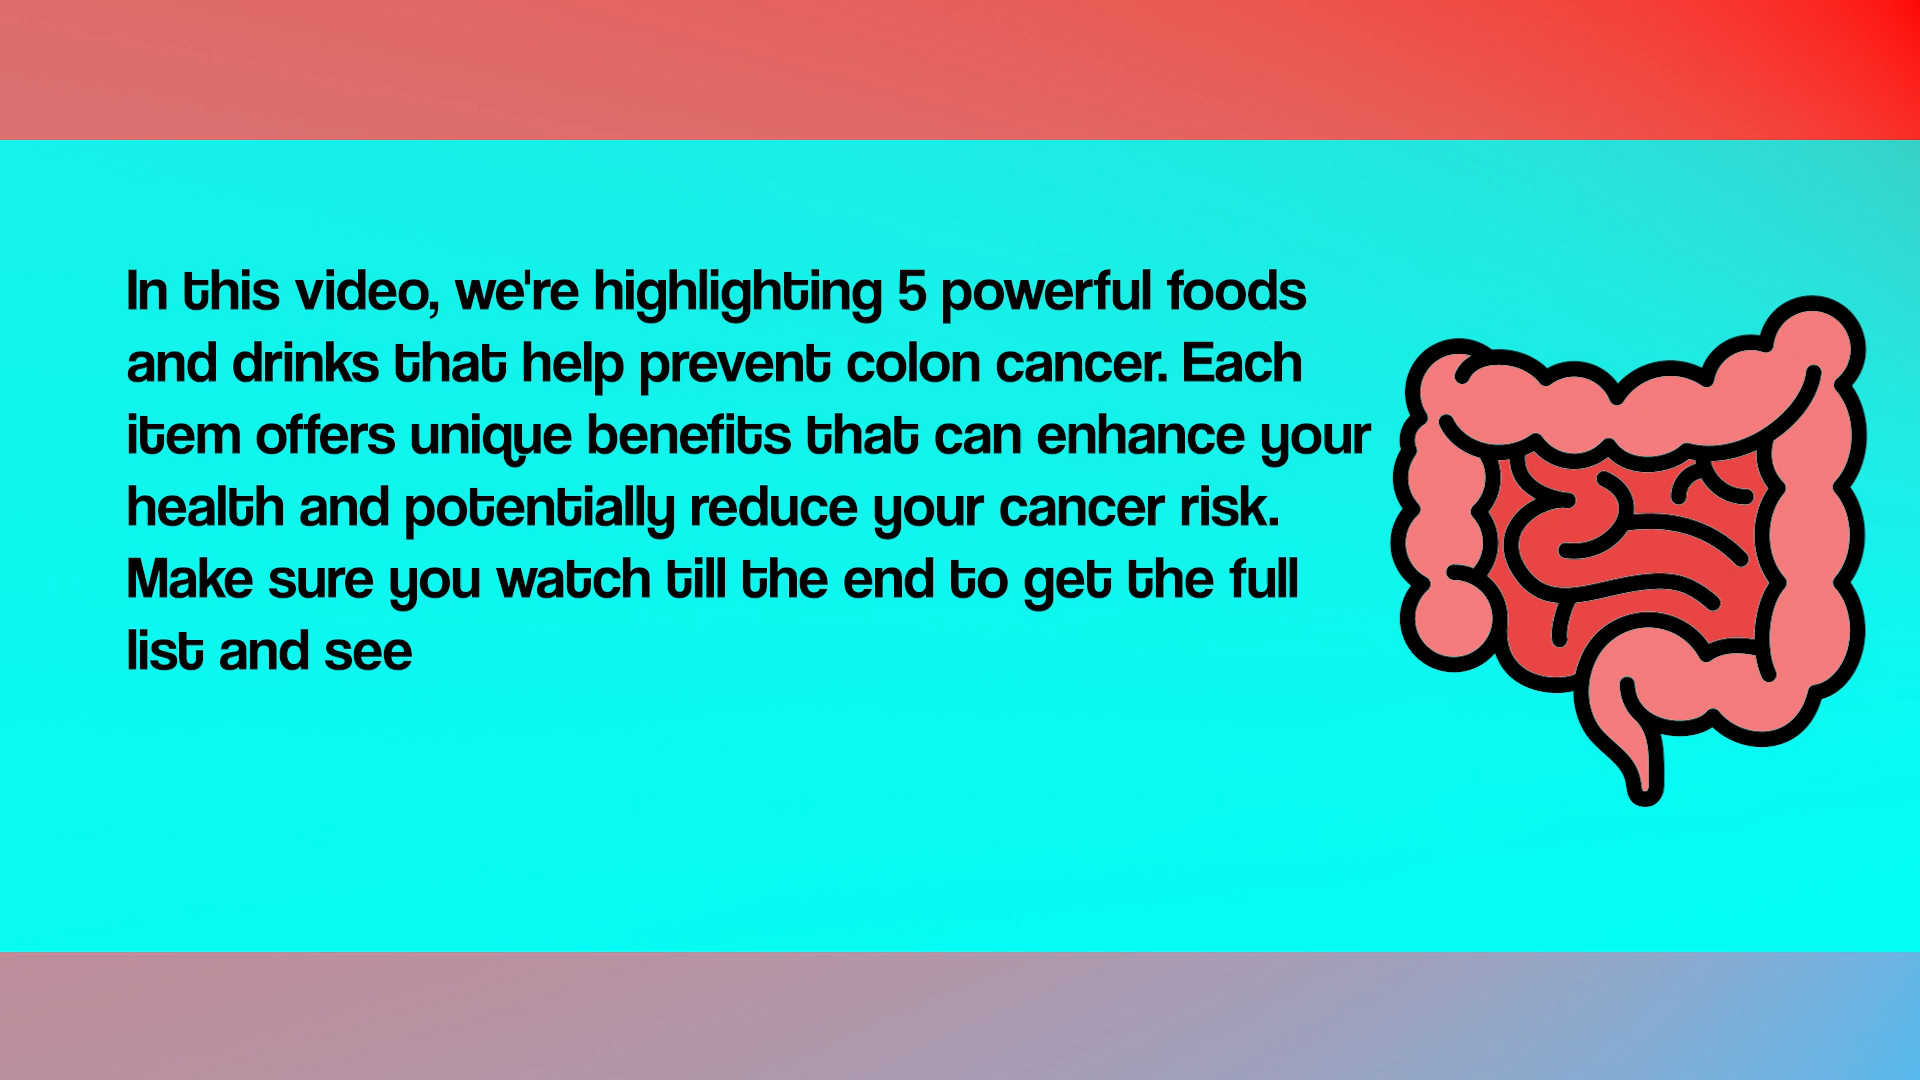 In this video, we're highlighting 5 powerful foods
and drinks that help prevent colon cancer. Each
item offers unique benefits that can enhance your
health and potentially reduce your cancer risk.
Make sure you watch till the end to get the full
list and see